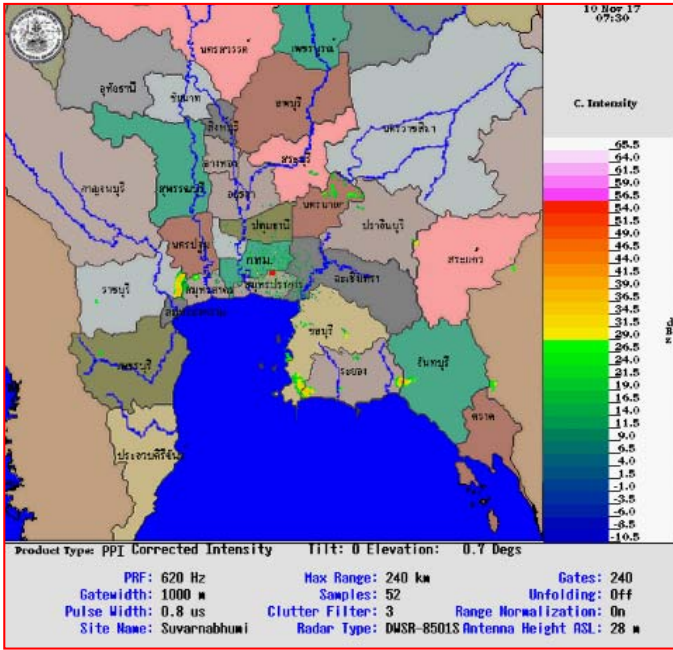 10 Nov 17
07:30
C. Intensity
นครสวรรค์
เพชรบูรณ์
อุทัยธานี
ชัยนาท
ลพบุรี
สิงหบุรี
นครราชสีมา
อ่างทอง
สระบุรี
กาญจนบุรี
สุพรรณบุรี
อยุธยา
นครนายก
ปราจีนบุรี
ปทุมธานี
นครปฐม
กทม.
สระแก้ว
ราชบุรี
สมุทรสาคร
สมุทรปราการ
ฉะเชิงเทรา
ชลบุรี
เพชรบุรี
ระยอง
จันทบุรี
ตราด
ประจวบคีรีขันธ์
65.5
64.0
61.5
59.0
56.5
54.0
51.5
49.0
46.5
44.0
41.5
39.0
36.5
34.0
31.5
29.0
26.5
24.0
21.5
19.0
16.5
14.0
11.5
9.0
6.5
4.0
1.5
-1.0
-3.5
-6.0
-8.5
-10.5
Product Type: PPI Corrected Intensity Tilt: 0 Elevation: 0.7 Degs
PRF: 620 Hz Max Range: 240 km Gates: 240
Gatewidth: 1000 m Samples: 52 Unfolding: Off
Pulse Width: 0.8 us Clutter Filter: 3 Range Normalization: On
Site Name: Suvarnabhumi Radar Type: DWSR-8501S Antenna Height ASL: 28 m